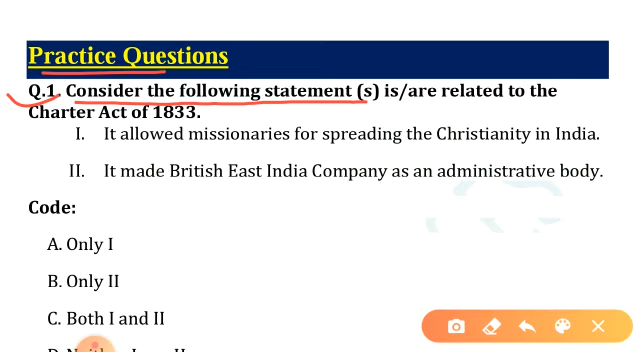 Practice Questions
Q.1. Consider the following statement (s) is/are related to the
Charter Act of 1833.
I. It allowed missionaries for spreading the Christianity in India.
II. It made British East India Company as an administrative body.
Code:
A. Only I
B. Only II
C. Both I and II